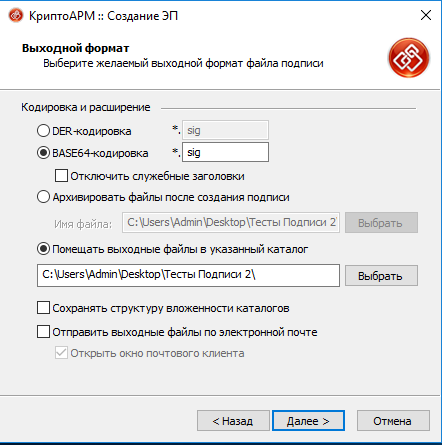 КриптоАРМ :: Создание ЭП
Выходной формат
Выберите желаемый выходной формат файла подписи
Кодировка и расширение
DER-кодировка *. sig
BASE64-кодировка *. sig
Отключить служебные заголовки
Архивировать файлы после создания подписи
Имя файла: C:\Users\Admin\Desktop\Тесты Подписи 2\ Выбрать
Помещать выходные файлы в указанный каталог
C:\Users\Admin\Desktop\Тесты Подписи 2\ Выбрать
Сохранять структуру вложенности каталогов
Отправить выходные файлы по электронной почте
Открыть окно почтового клиента
< Назад Далее > Отмена